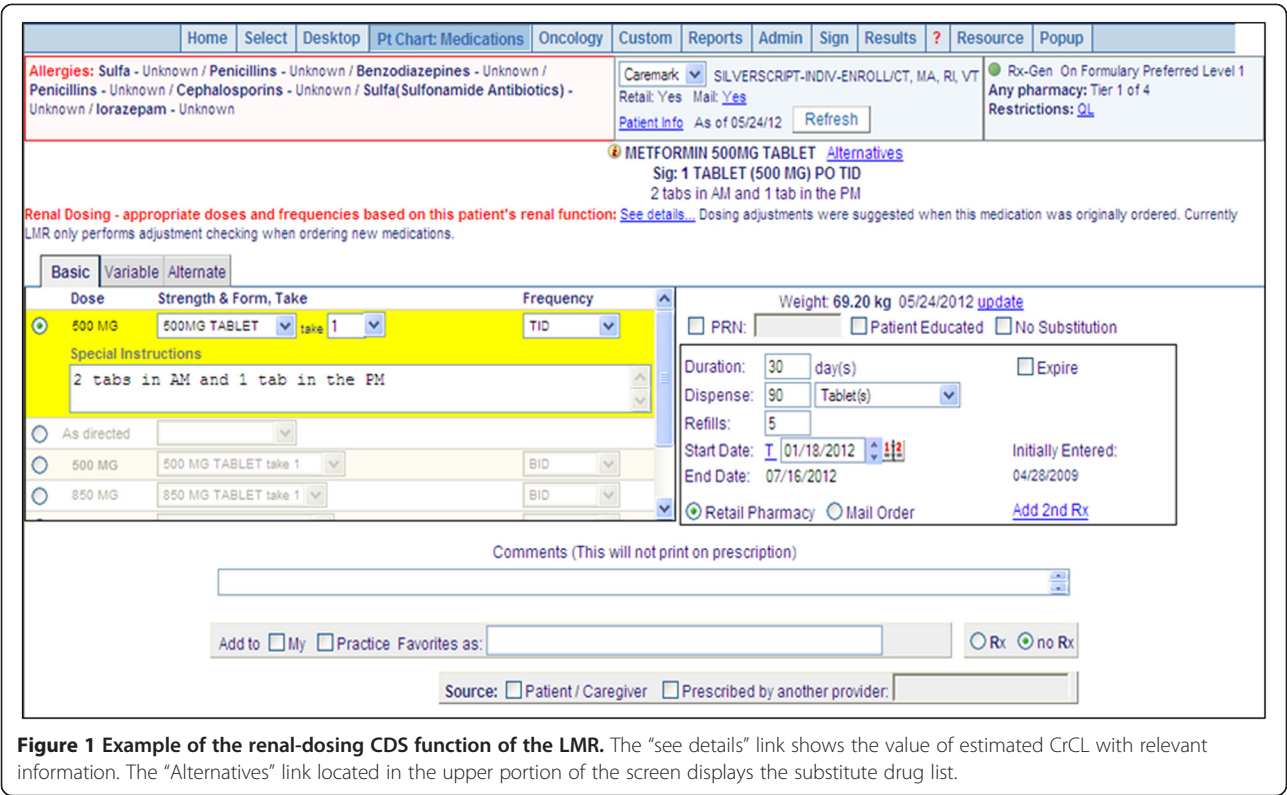 Home Select Desktop Pt Chart: Medications Oncology Custom Reports Admin Sign Results ? Resource Popup
Allergies: Sulfa - Unknown / Penicillins - Unknown / Benzodiazepines - Unknown /
Penicillins - Unknown / Cephalosporins - Unknown / Sulfa(Sulfonamide Antibiotics) -
Unknown / lorazepam - Unknown
Caremark SILVERSCRIPT-INDIV-ENROLL/CT, MA, RI, VT
Retail: Yes Mail: Yes
Patient Info As of 05/24/12 Refresh
Rx-Gen On Formulary Preferred Level 1
Any pharmacy: Tier 1 of 4
Restrictions: QL
METFORMIN 500MG TABLET Alternatives
Sig: 1 TABLET (500 MG) PO TID
2 tabs in AM and 1 tab in the PM
Renal Dosing - appropriate doses and frequencies based on this patient's renal function: See details... Dosing adjustments were suggested when this medication was originally ordered. Currently
LMR only performs adjustment checking when ordering new medications.
Basic Variable Alternate
Dose Strength & Form, Take Frequency
500 MG 500MG TABLET take 1 TID
Special Instructions
2 tabs in AM and 1 tab in the PM
As directed
500 MG 500 MG TABLET take 1 BID
850 MG 850 MG TABLET take 1 BID
Weight: 69.20 kg 05/24/2012 update
PRN: Patient Educated No Substitution
Duration: 30 day(s) Expire
Dispense: 90 Tablet(s)
Refills: 5
Start Date: T 01/18/2012 Initially Entered:
End Date: 07/16/2012 04/28/2009
Retail Pharmacy Mail Order Add 2nd Rx
Comments (This will not print on prescription)
Add to My Practice Favorites as: Rx no Rx
Source: Patient / Caregiver Prescribed by another provider:
Figure 1 Example of the renal-dosing CDS function of the LMR. The “see details” link shows the value of estimated CrCL with relevant
information. The “Alternatives” link located in the upper portion of the screen displays the substitute drug list.